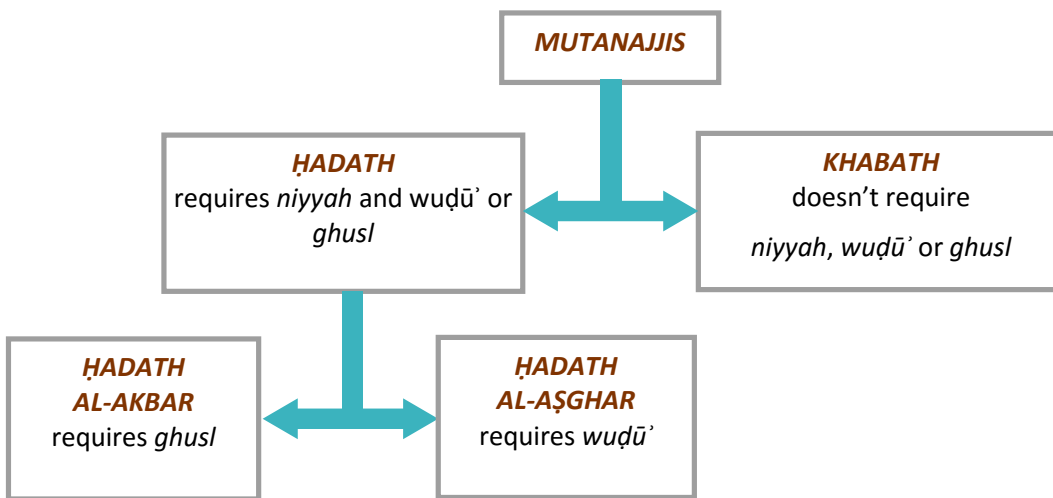 MUTANAJJIS
ḤADATH
requires niyyah and wuḍūʾ or
ghusl
KHABATH
doesn’t require
niyyah, wuḍūʾ or ghusl
ḤADATH
AL-AKBAR
requires ghusl
ḤADATH
AL-AṢGHAR
requires wuḍūʾ